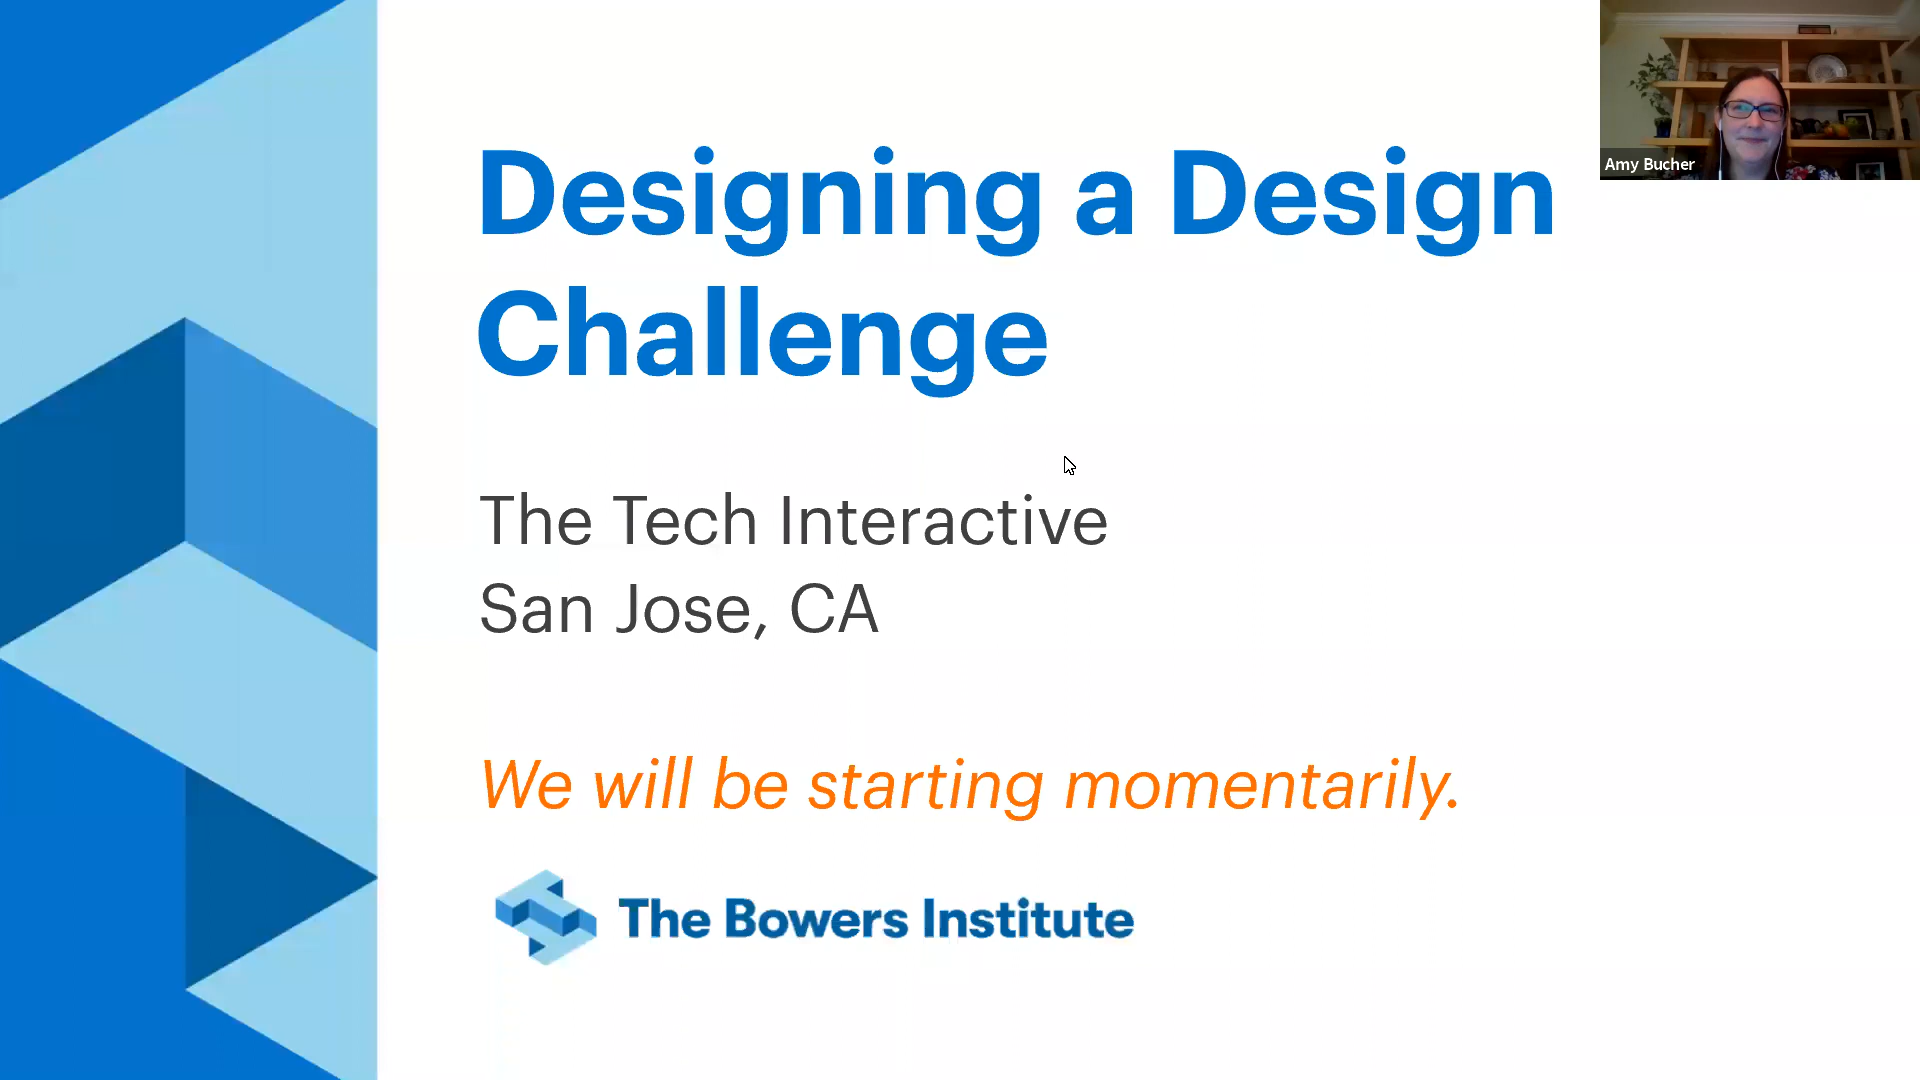 Designing a Design
Challenge
The Tech Interactive
San Jose, CA
We will be starting momentarily.
The Bowers Institute
Amy Bucher